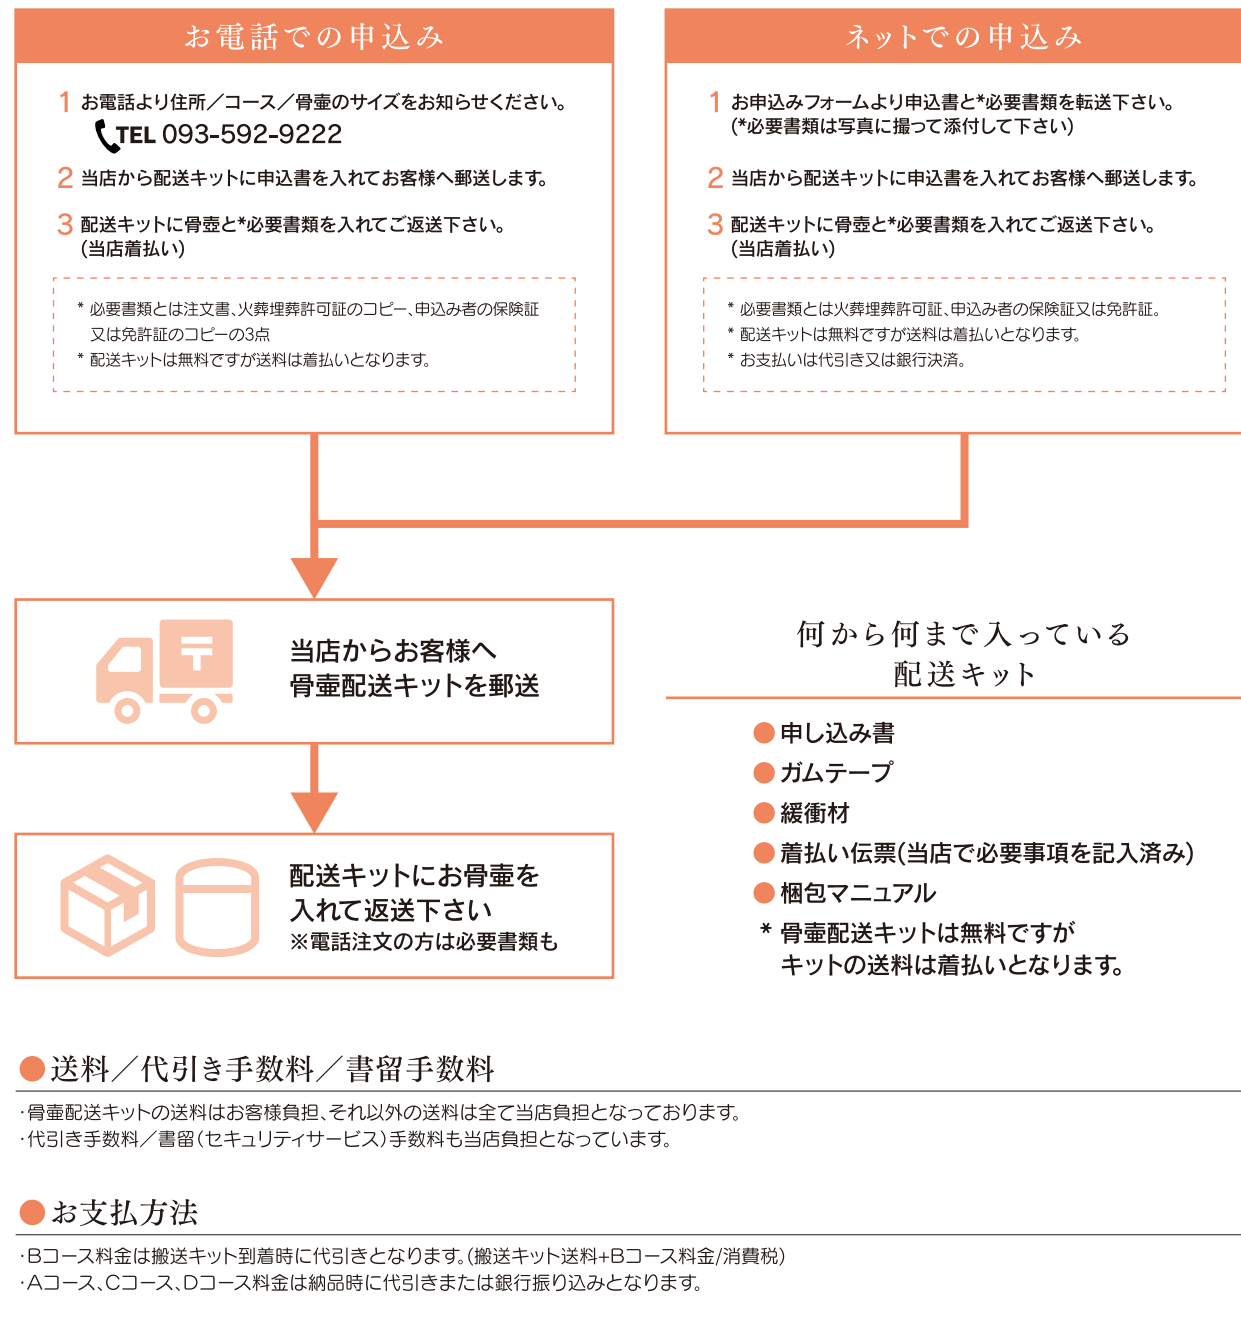 お電話での申込み
1 お電話より住所／コース／骨壷のサイズをお知らせください。
TEL 093-592-9222
2 当店から配送キットに申込書を入れてお客様へ郵送します。
3 配送キットに骨壺と*必要書類を入れてご返送下さい。
(当店着払い)
* 必要書類とは注文書、火葬埋葬許可証のコピー、申込み者の保険証
又は免許証のコピーの3点
* 配送キットは無料ですが送料は着払いとなります。
ネットでの申込み
1 お申込みフォームより申込書と*必要書類を転送下さい。
(*必要書類は写真に撮って添付して下さい)
2 当店から配送キットに申込書を入れてお客様へ郵送します。
3 配送キットに骨壺と*必要書類を入れてご返送下さい。
(当店着払い)
* 必要書類とは火葬埋葬許可証、申込み者の保険証又は免許証。
* 配送キットは無料ですが送料は着払いとなります。
* お支払いは代引き又は銀行決済。
当店からお客様へ
骨壷配送キットを郵送
配送キットにお骨壷を
入れて返送下さい
※電話注文の方は必要書類も
何から何まで入っている
配送キット
●申し込み書
●ガムテープ
●緩衝材
●着払い伝票(当店で必要事項を記入済み)
●梱包マニュアル
* 骨壷配送キットは無料ですが
キットの送料は着払いとなります。
●送料／代引き手数料／書留手数料
・骨壷配送キットの送料はお客様負担、それ以外の送料は全て当店負担となっております。
・代引き手数料／書留(セキュリティサービス)手数料も当店負担となっています。
●お支払方法
・Bコース料金は搬送キット到着時に代引きとなります。(搬送キット送料+Bコース料金/消費税)
・Aコース、Cコース、Dコース料金は納品時に代引きまたは銀行振り込みとなります。